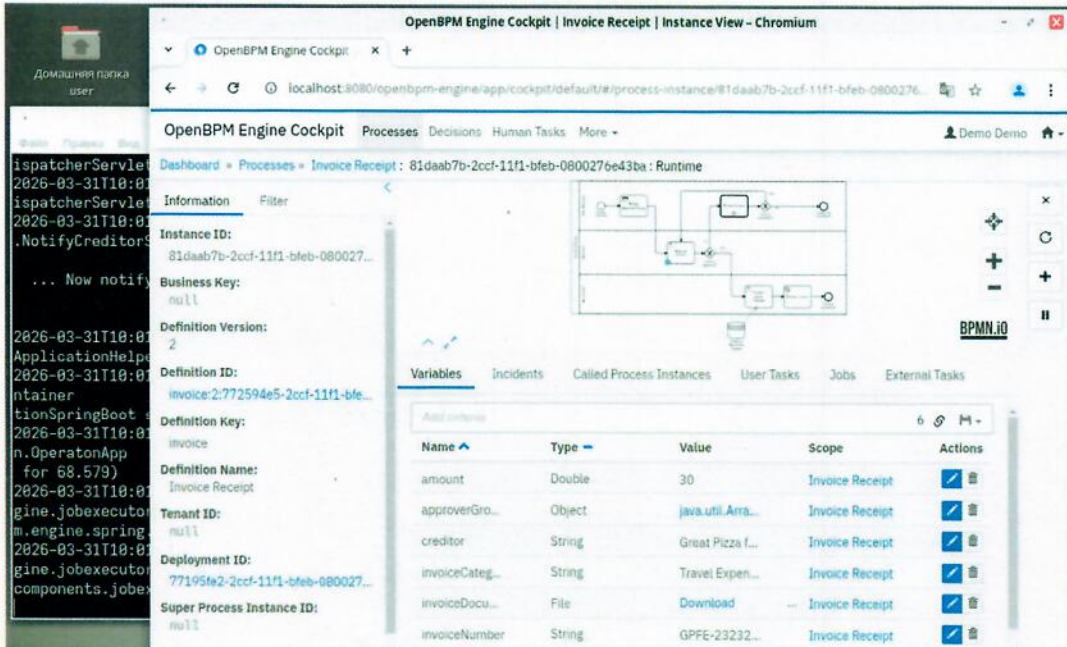 OpenBPM Engine Cockpit | Invoice Receipt | Instance View – Chromium
OpenBPM Engine Cockpit
Домашняя папка
user
localhost:8080/openbpm-engine/app/cockpit/default/#/process-instance/81daab7b-2ccf-11f1-bfeb-0800276...
Файл Правка Вид
OpenBPM Engine Cockpit Processes Decisions Human Tasks More Demo Demo
Dashboard » Processes » Invoice Receipt : 81daab7b-2ccf-11f1-bfeb-0800276e43ba : Runtime
ispatcherServlet
2026-03-31T10:01
ispatcherServlet
2026-03-31T10:01
.NotifyCreditorS
... Now notify
2026-03-31T10:01
ApplicationHelpe
2026-03-31T10:01
ntainer
tionSpringBoot s
2026-03-31T10:01
n.OperatonApp
for 68.579)
2026-03-31T10:01
gine.jobexecutor
m.engine.spring.
2026-03-31T10:01
gine.jobexecutor
components.jobex
Information Filter
Instance ID:
81daab7b-2ccf-11f1-bfeb-080027...
Business Key:
null
Definition Version:
2
Definition ID:
invoice:2:772594e5-2ccf-11f1-bfe...
Definition Key:
invoice
Definition Name:
Invoice Receipt
Tenant ID:
null
Deployment ID:
77195fe2-2ccf-11f1-bfeb-080027...
Super Process Instance ID:
null
BPMN.iO
Variables Incidents Called Process Instances User Tasks Jobs External Tasks
Add criteria 6
Name Type Value Scope Actions
amount Double 30 Invoice Receipt
approverGro... Object java.util.Arra... Invoice Receipt
creditor String Great Pizza f... Invoice Receipt
invoiceCateg... String Travel Expen... Invoice Receipt
invoiceDocu... File Download ... Invoice Receipt
invoiceNumber String GPFE-23232... Invoice Receipt